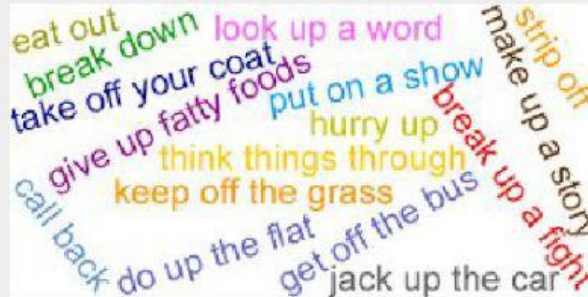 eat out
look up a word
strip off
break down
make up a story
take off your coat
put on a show
give up fatty foods
hurry up
break up a fight
think things through
keep off the grass
call back
do up the flat
get off the bus
jack up the car